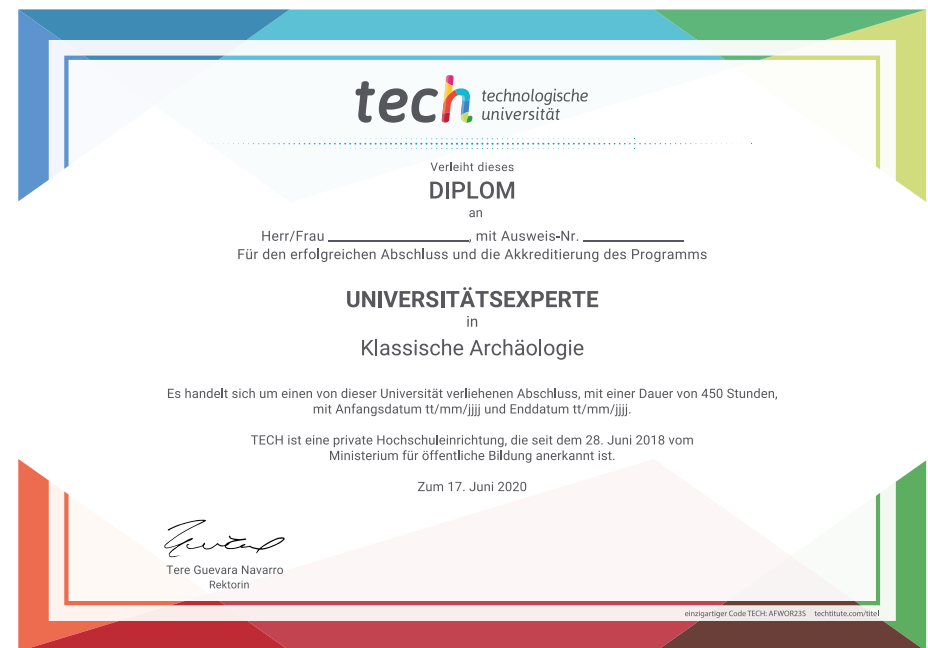 tech technologische
universität
Verleiht dieses
DIPLOM
an
Herr/Frau ____________________, mit Ausweis-Nr. ______________
Für den erfolgreichen Abschluss und die Akkreditierung des Programms
UNIVERSITÄTSEXPERTE
in
Klassische Archäologie
Es handelt sich um einen von dieser Universität verliehenen Abschluss, mit einer Dauer von 450 Stunden,
mit Anfangsdatum tt/mm/jjjj und Enddatum tt/mm/jjjj.
TECH ist eine private Hochschuleinrichtung, die seit dem 28. Juni 2018 vom
Ministerium für öffentliche Bildung anerkannt ist.
Zum 17. Juni 2020
Tere Guevara Navarro
Rektorin
einzigartiger Code TECH: AFWOR23S techtitute.com/titel